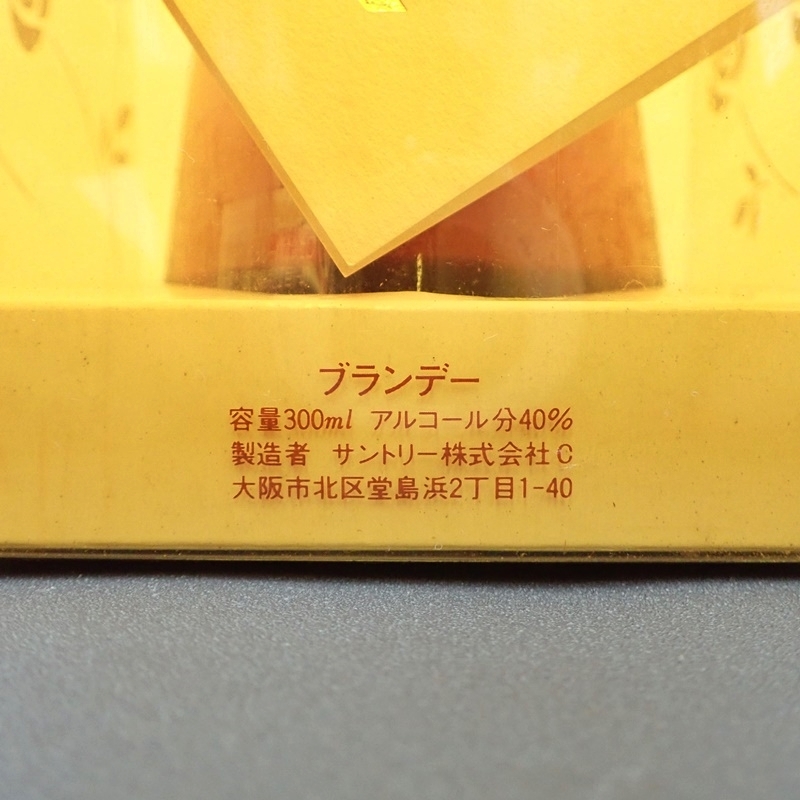 ブランデー
容量300ml アルコール分40%
製造者 サントリー株式会社C
大阪市北区堂島浜2丁目1-40